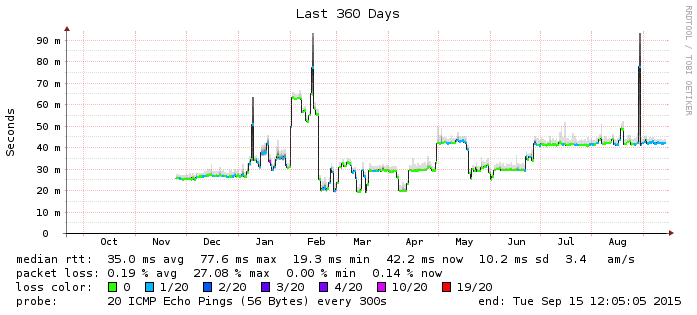 Last 360 Days
RRDTOOL / TOBI OETIKER
Seconds
90 m
80 m
70 m
60 m
50 m
40 m
30 m
20 m
10 m
0
Oct Nov Dec Jan Feb Mar Apr May Jun Jul Aug
median rtt: 35.0 ms avg 77.6 ms max 19.3 ms min 42.2 ms now 10.2 ms sd 3.4 am/s
packet loss: 0.19 % avg 27.08 % max 0.00 % min 0.14 % now
loss color: 0 1/20 2/20 3/20 4/20 10/20 19/20
probe: 20 ICMP Echo Pings (56 Bytes) every 300s end: Tue Sep 15 12:05:05 2015